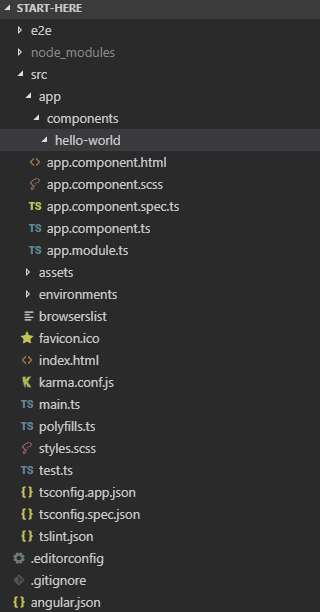 START-HERE
e2e
node_modules
src
app
components
hello-world
app.component.html
app.component.scss
TS app.component.spec.ts
TS app.component.ts
TS app.module.ts
assets
environments
browserslist
favicon.ico
index.html
karma.conf.js
TS main.ts
TS polyfills.ts
styles.scss
TS test.ts
{} tsconfig.app.json
{} tsconfig.spec.json
{} tslint.json
.editorconfig
.gitignore
{} angular.json